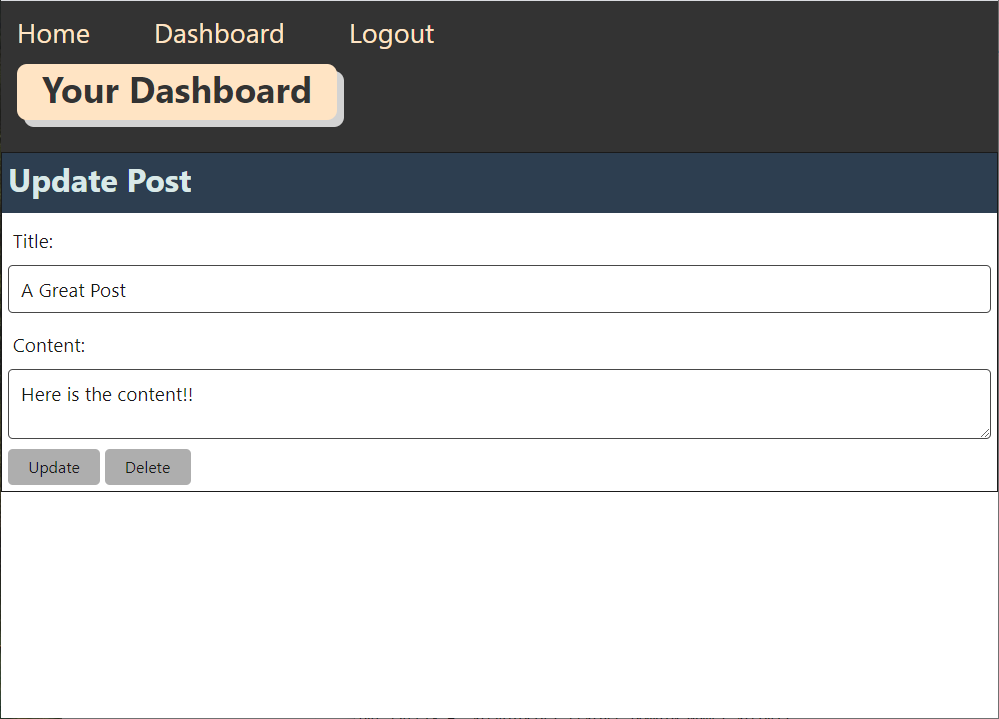 Home Dashboard Logout
Your Dashboard
Update Post
Title:
A Great Post
Content:
Here is the content!!
Update Delete